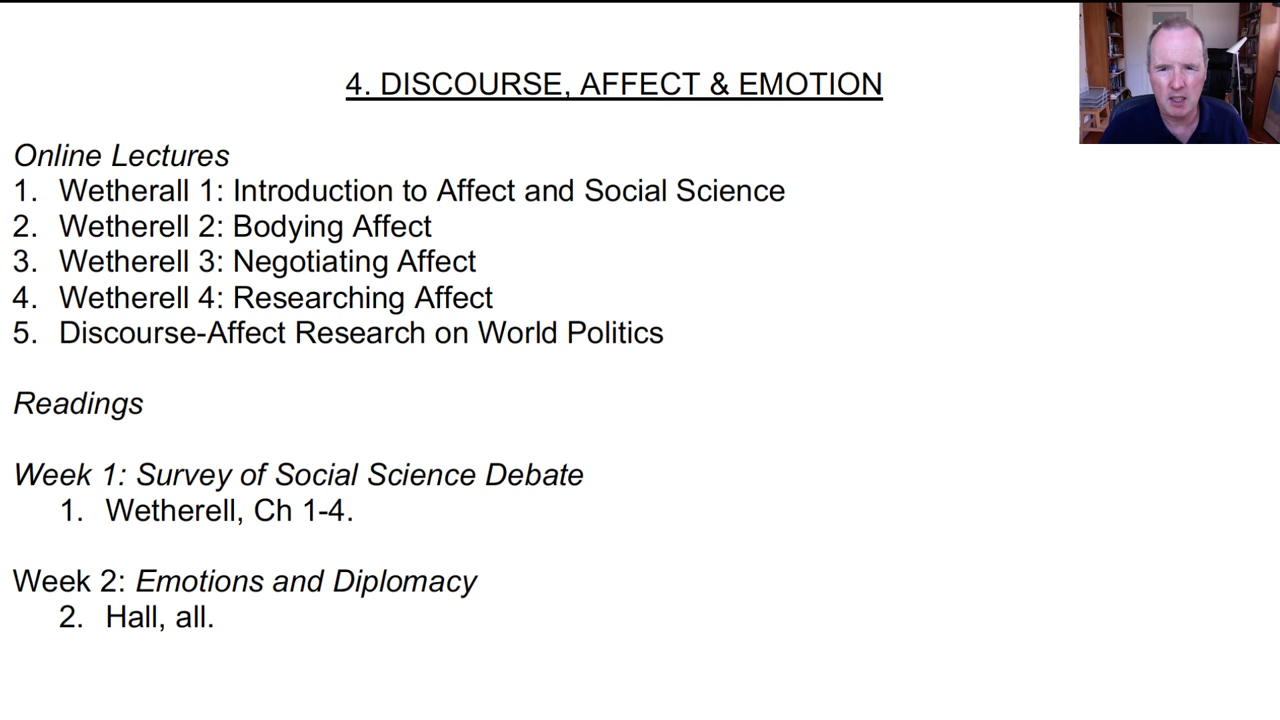 4. DISCOURSE, AFFECT & EMOTION
Online Lectures
1. Wetherall 1: Introduction to Affect and Social Science
2. Wetherell 2: Bodying Affect
3. Wetherell 3: Negotiating Affect
4. Wetherell 4: Researching Affect
5. Discourse-Affect Research on World Politics
Readings
Week 1: Survey of Social Science Debate
1. Wetherell, Ch 1-4.
Week 2: Emotions and Diplomacy
2. Hall, all.